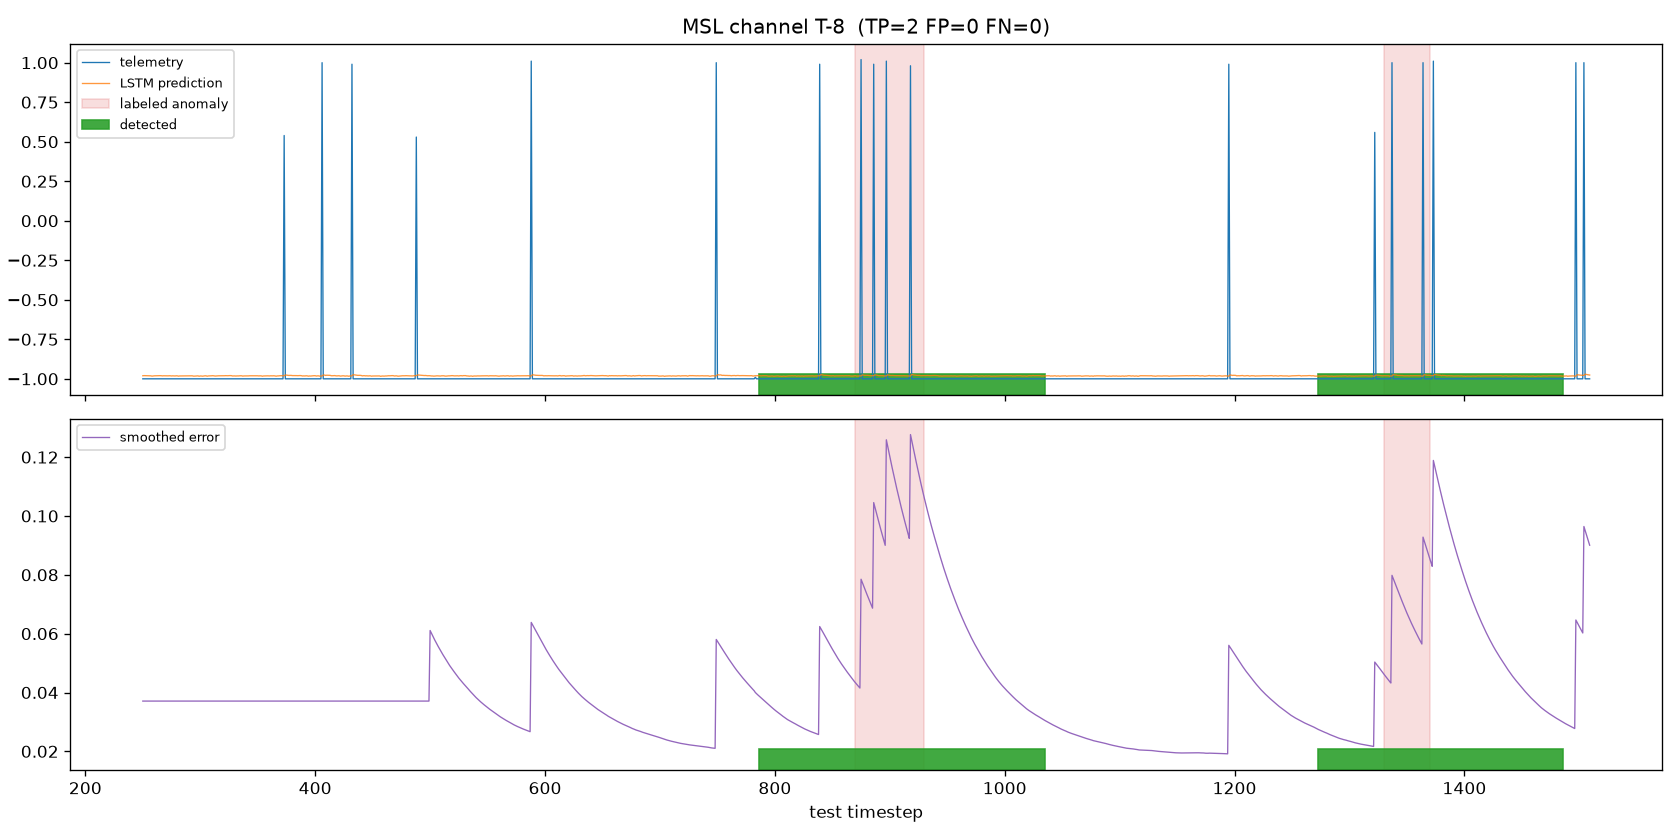 MSL channel T-8  (TP=2 FP=0 FN=0)
telemetry
LSTM prediction
labeled anomaly
detected
1.00
0.75
0.50
0.25
0.00
−0.25
−0.50
−0.75
−1.00
smoothed error
0.12
0.10
0.08
0.06
0.04
0.02
200 400 600 800 1000 1200 1400
test timestep